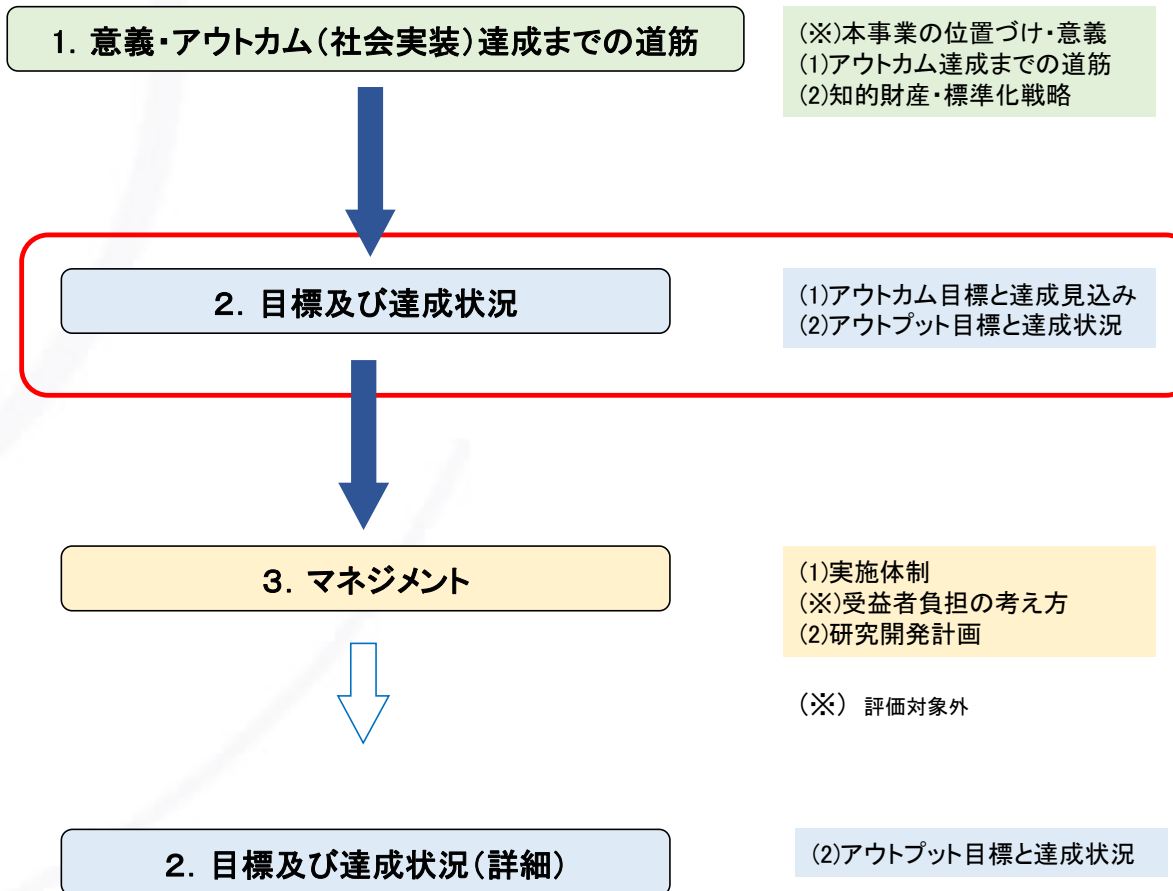 1. 意義・アウトカム(社会実装)達成までの道筋
(※)本事業の位置づけ・意義
(1)アウトカム達成までの道筋
(2)知的財産・標準化戦略
2. 目標及び達成状況
(1)アウトカム目標と達成見込み
(2)アウトプット目標と達成状況
3. マネジメント
(1)実施体制
(※)受益者負担の考え方
(2)研究開発計画
(※) 評価対象外
2. 目標及び達成状況(詳細)
(2)アウトプット目標と達成状況